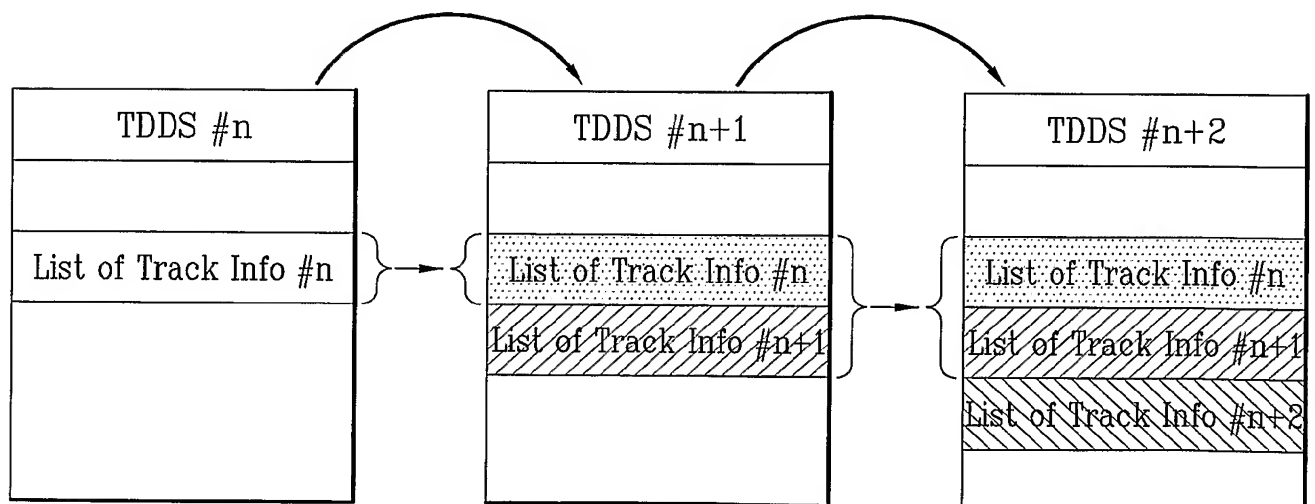 TDDS #n
List of Track Info #n
TDDS #n+1
List of Track Info #n
List of Track Info #n+1
TDDS #n+2
List of Track Info #n
List of Track Info #n+1
List of Track Info #n+2